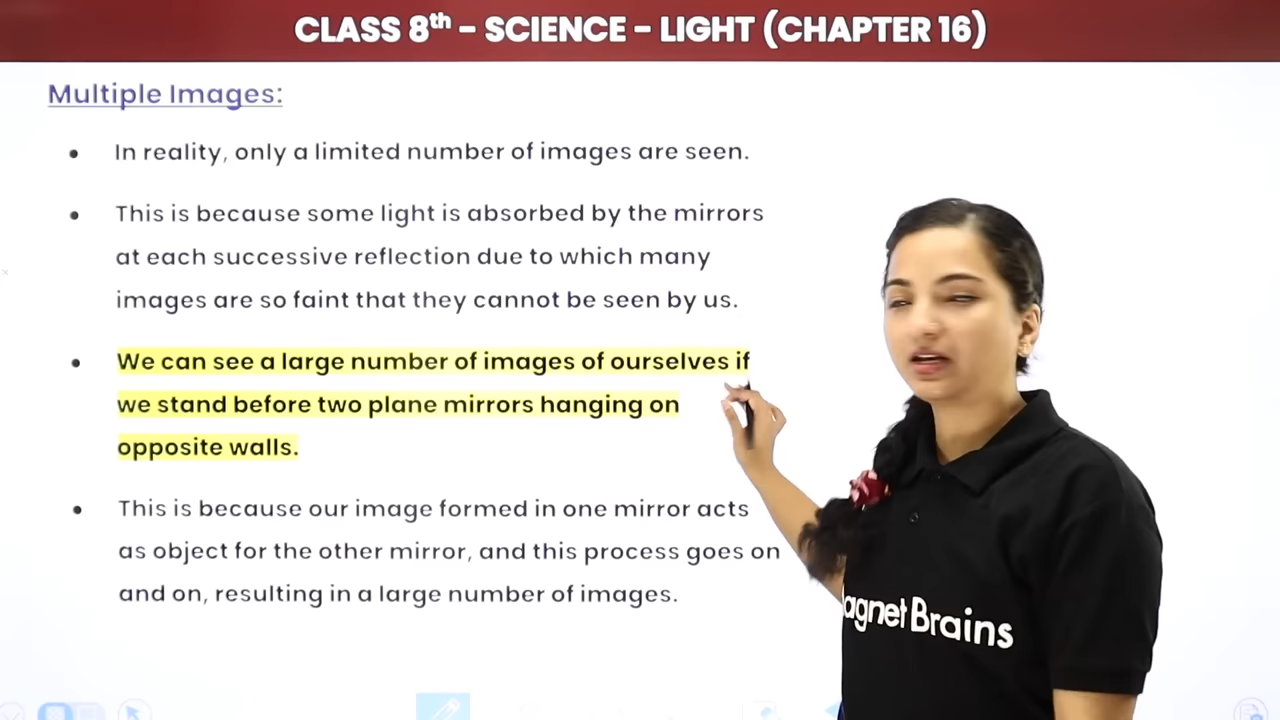 CLASS 8th - SCIENCE - LIGHT (CHAPTER 16)
Multiple Images:
• In reality, only a limited number of images are seen.
• This is because some light is absorbed by the mirrors
at each successive reflection due to which many
images are so faint that they cannot be seen by us.
• We can see a large number of images of ourselves if
we stand before two plane mirrors hanging on
opposite walls.
• This is because our image formed in one mirror acts
as object for the other mirror, and this process goes on
and on, resulting in a large number of images.
agnet Brains